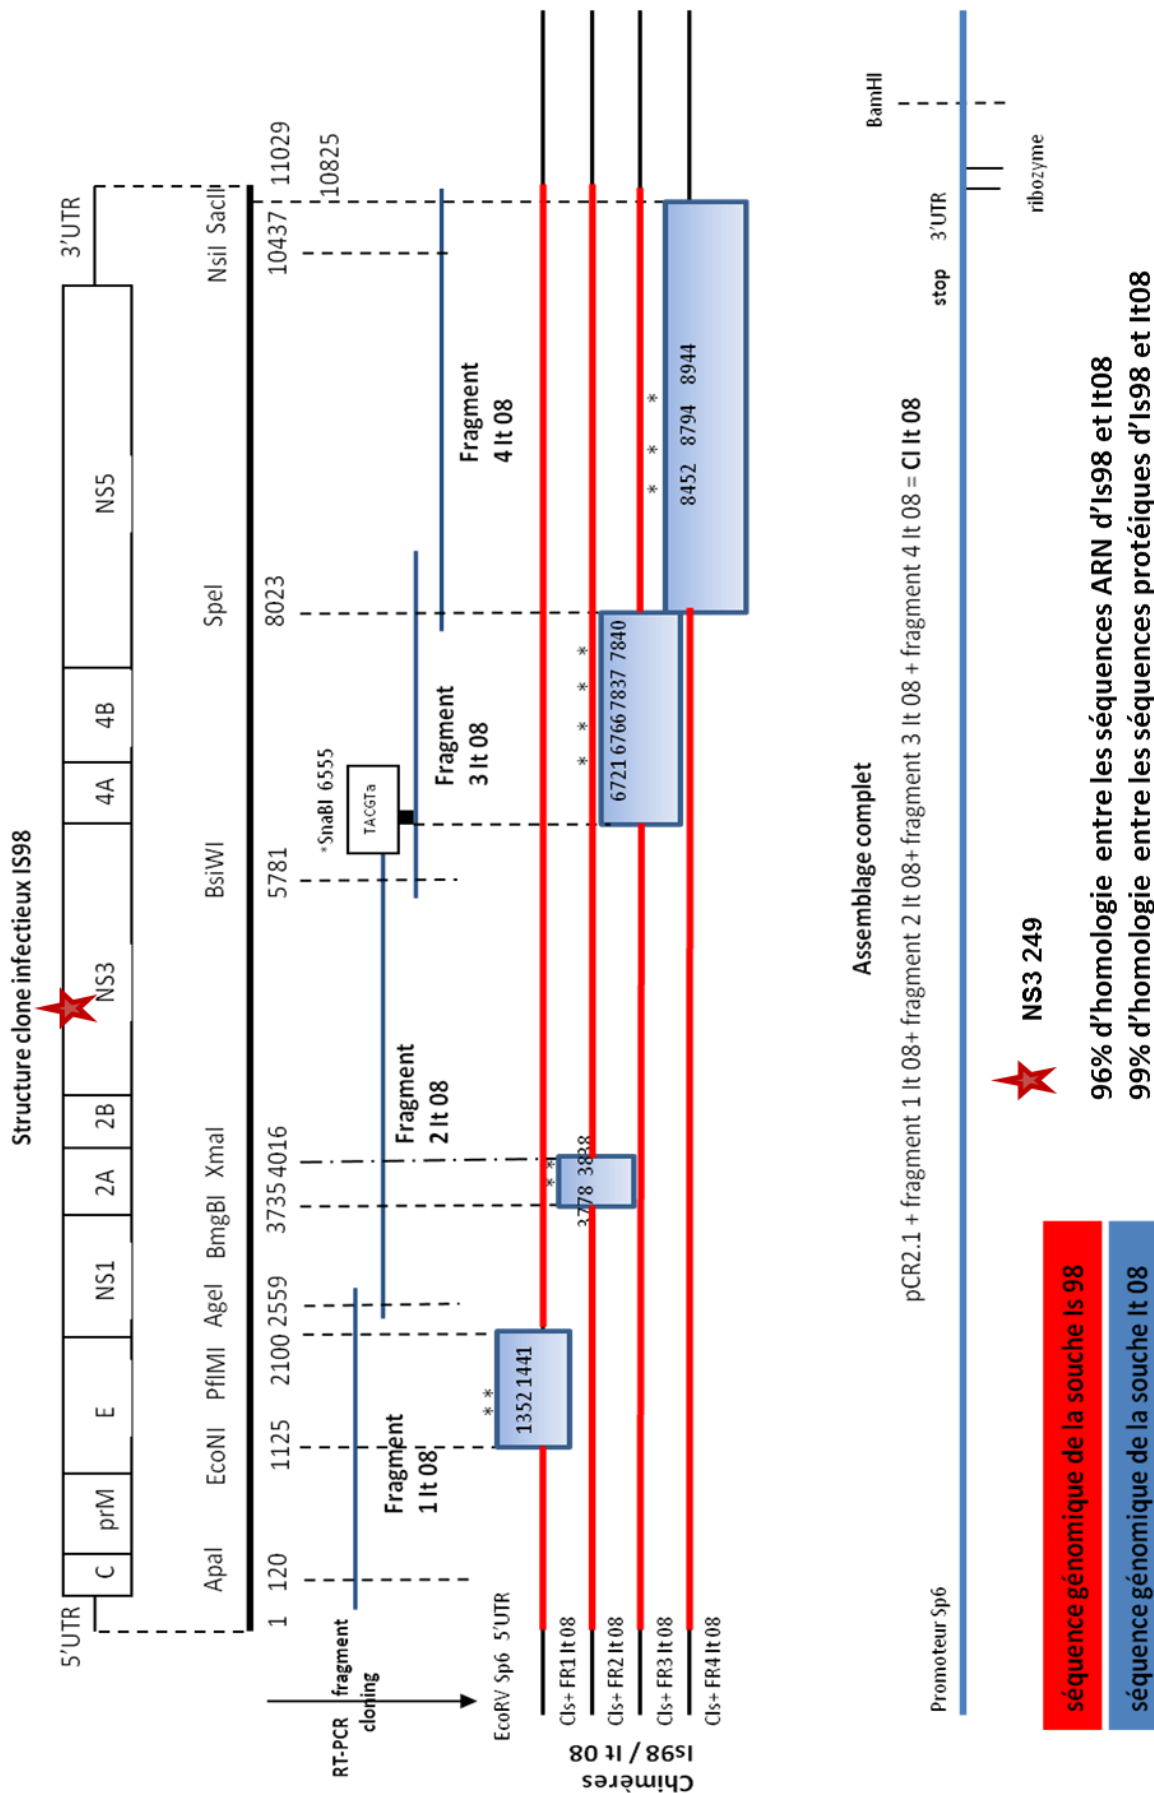 Structure clone infectieux IS98
5'UTR
C
prM
E
NS1
2A
2B
NS3
4A
4B
NS5
3'UTR
ApaI
EcoNI
PflMI
AgeI
BmgBI
XmaI
BsiWI
SpeI
NsiI
SacII
1
120
1125
2100
2559
3735
4016
5781
8023
10437
11029
10825
*SnaBI 6555
TACGTa
RT-PCR fragment
cloning
Fragment
1 It 08
Fragment
2 It 08
Fragment
3 It 08
Fragment
4 It 08
EcoRV Sp6 5'UTR
Chimères
Is98 / It 08
CIs+ FR1 It 08
CIs+ FR2 It 08
CIs+ FR3 It 08
CIs+ FR4 It 08
* *
1352 1441
* *
3778 3838
* * * *
6721 6766 7837 7840
* * *
8452 8794 8944
Assemblage complet
pCR2.1 + fragment 1 It 08+ fragment 2 It 08+ fragment 3 It 08 + fragment 4 It 08 = CI It 08
Promoteur Sp6
stop
3'UTR
ribozyme
BamHI
NS3 249
séquence génomique de la souche Is 98
séquence génomique de la souche It 08
96% d'homologie entre les séquences ARN d'Is98 et It08
99% d'homologie entre les séquences protéiques d'Is98 et It08